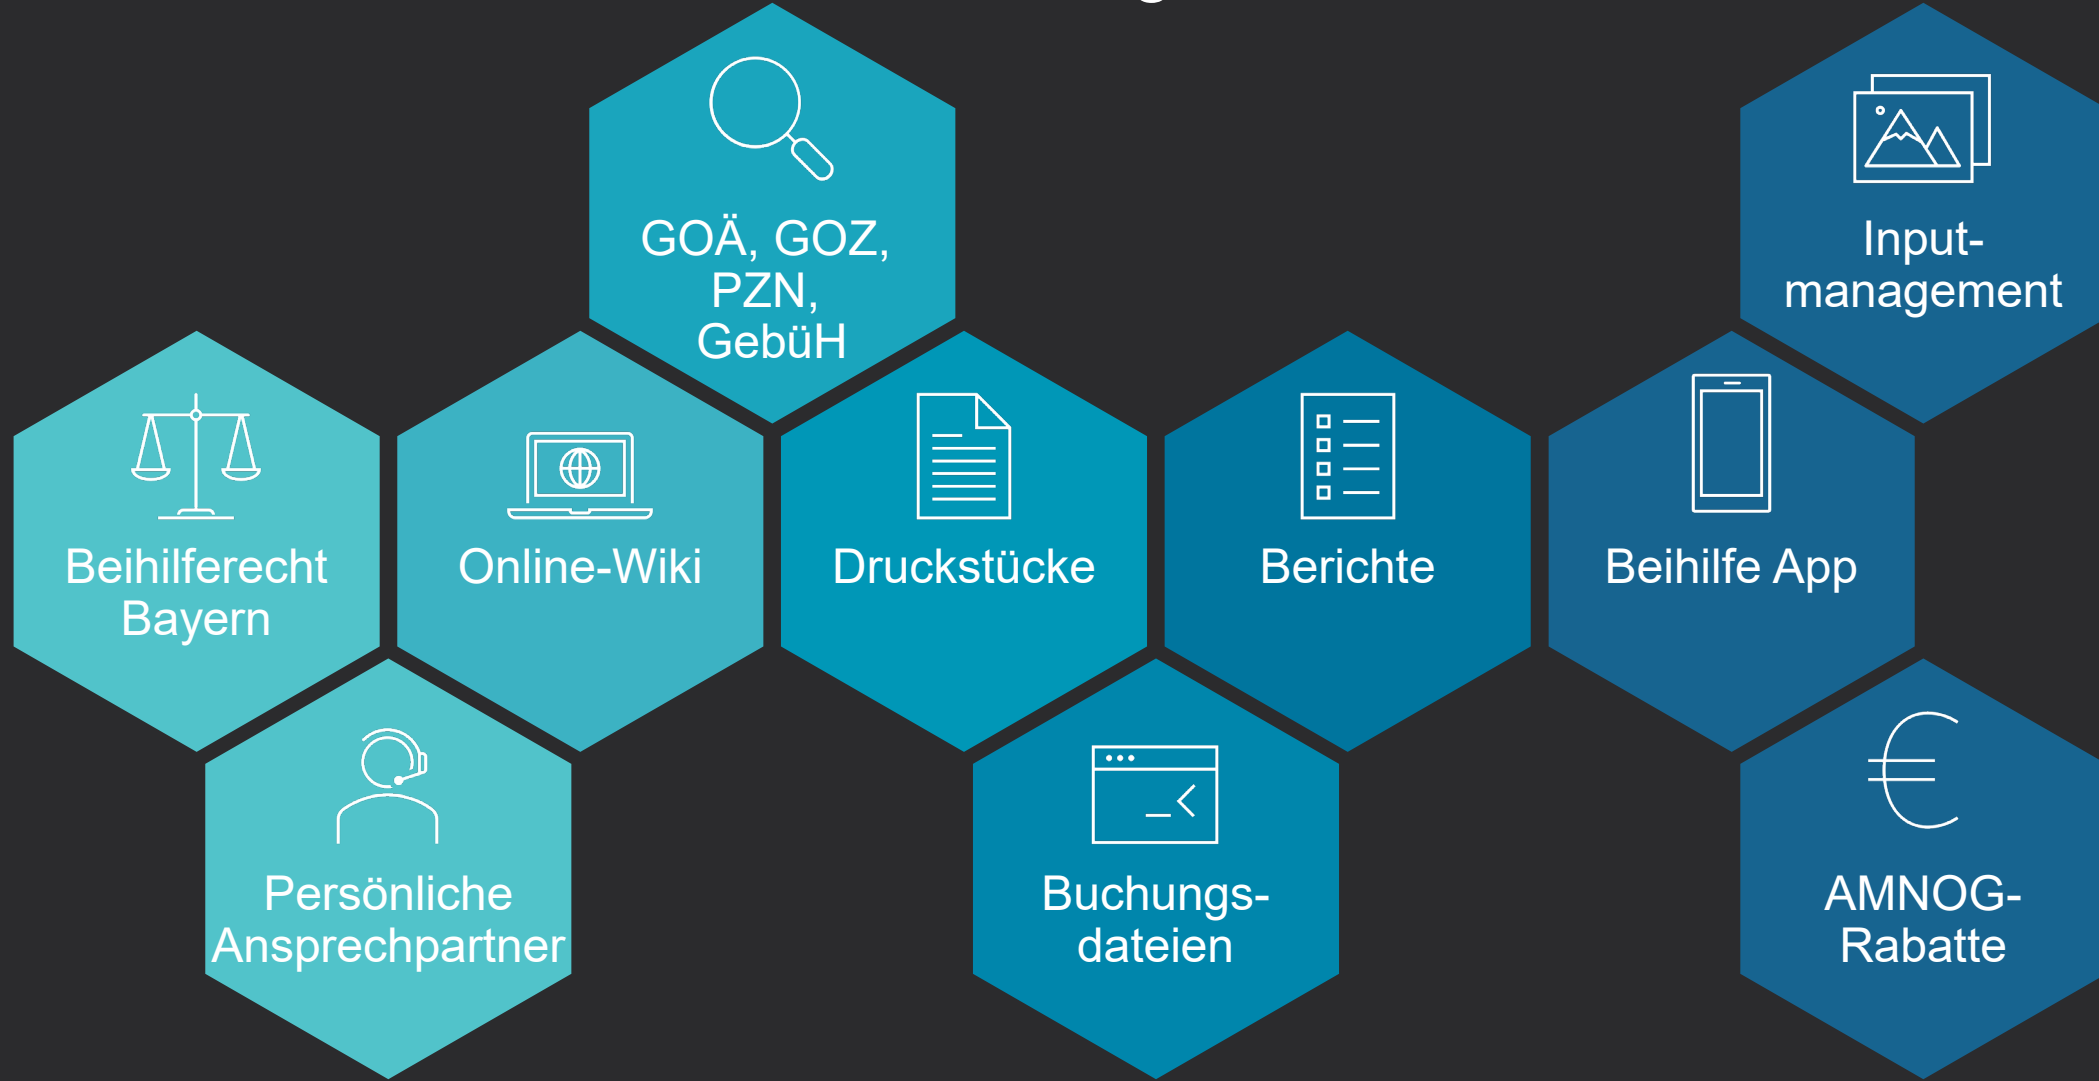 GOÄ, GOZ,
PZN,
GebüH
Input-
management
Beihilferecht
Bayern
Online-Wiki
Druckstücke
Berichte
Beihilfe App
Persönliche
Ansprechpartner
Buchungs-
dateien
AMNOG-
Rabatte